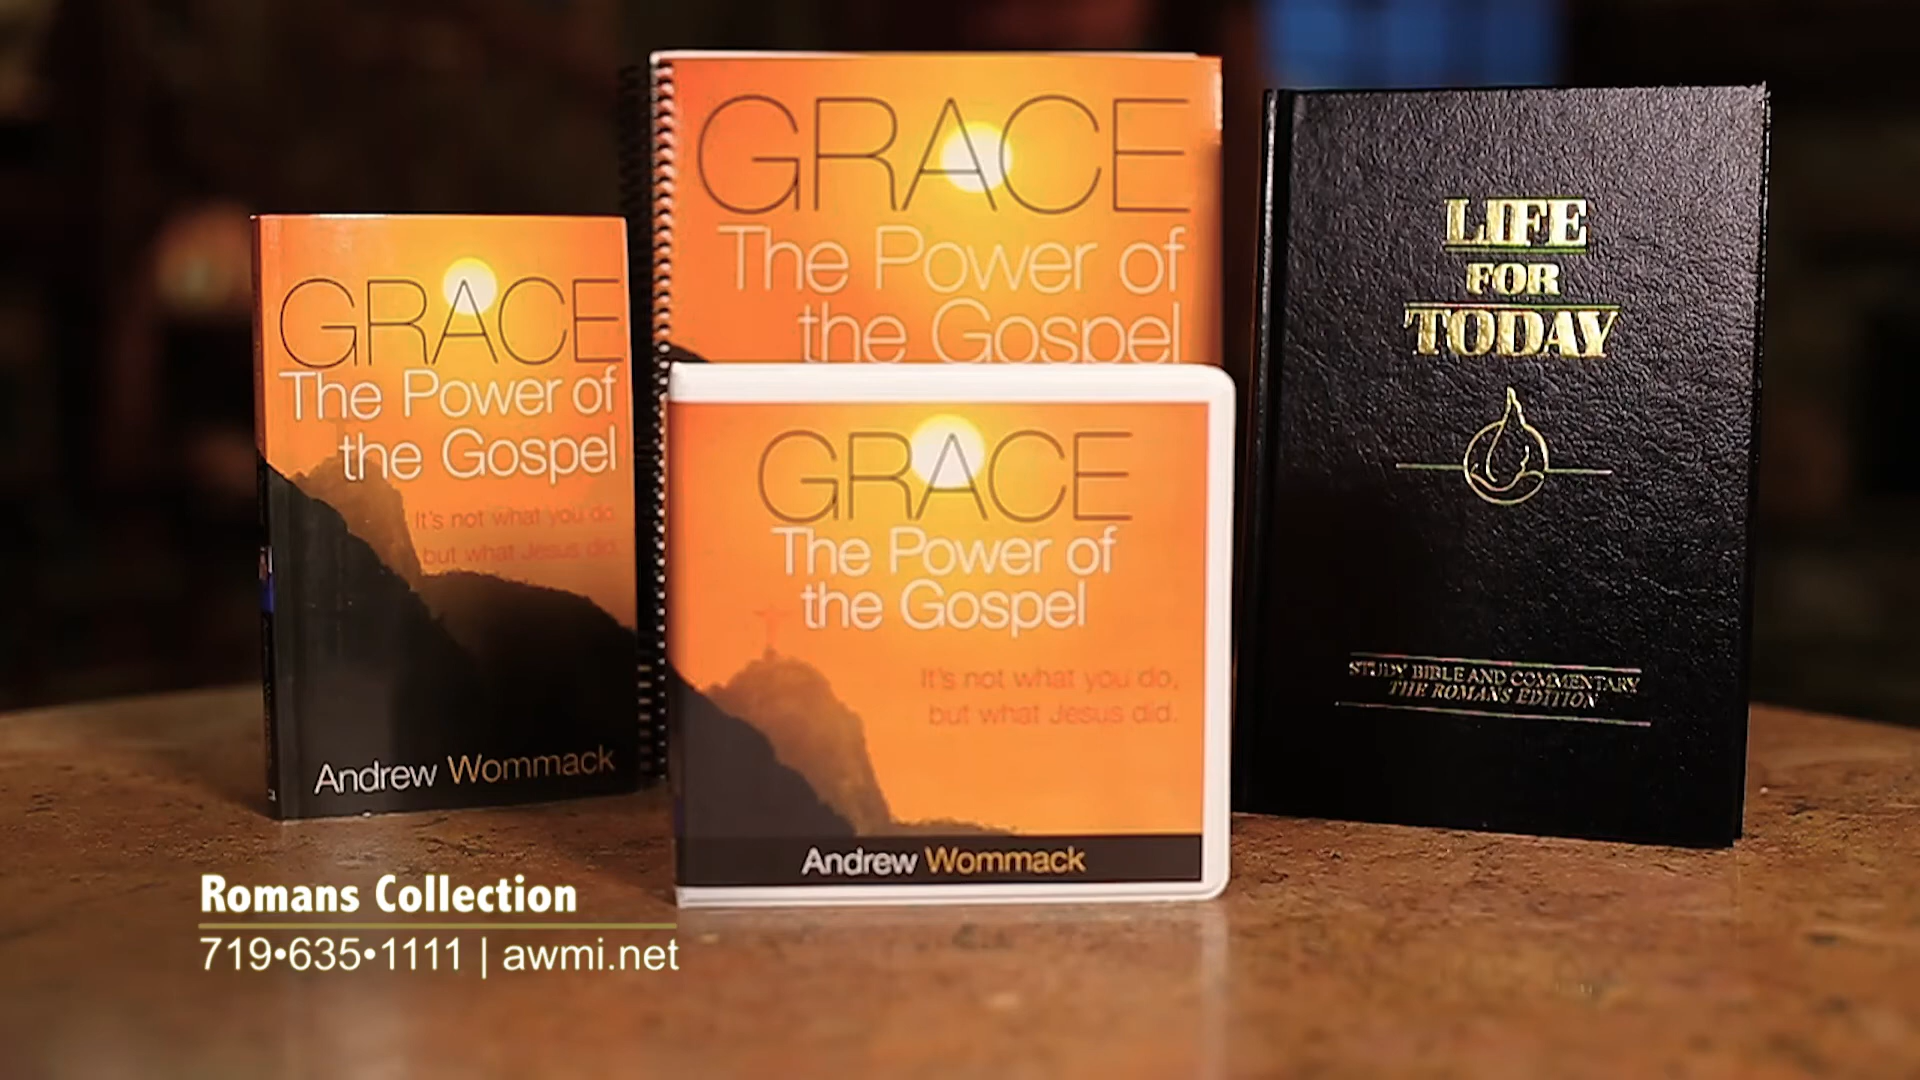 GRACE
The Power of
the Gospel
It's not what you do,
but what Jesus did.
Andrew Wommack
GRACE
The Power of
the Gospel
GRACE
The Power of
the Gospel
It's not what you do,
but what Jesus did.
Andrew Wommack
LIFE
FOR
TODAY
STUDY BIBLE AND COMMENTARY
THE ROMANS EDITION
Romans Collection
719•635•1111 | awmi.net